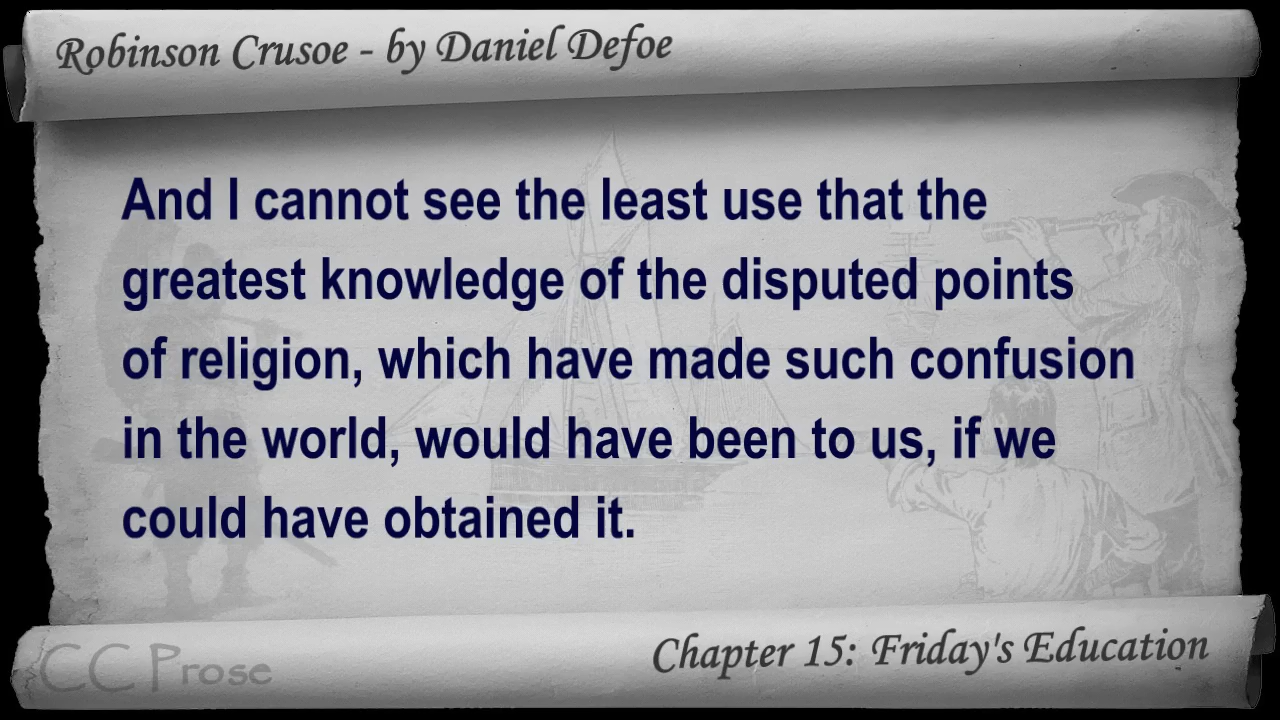 Robinson Crusoe - by Daniel Defoe
And I cannot see the least use that the
greatest knowledge of the disputed points
of religion, which have made such confusion
in the world, would have been to us, if we
could have obtained it.
Chapter 15: Friday's Education
CC Prose